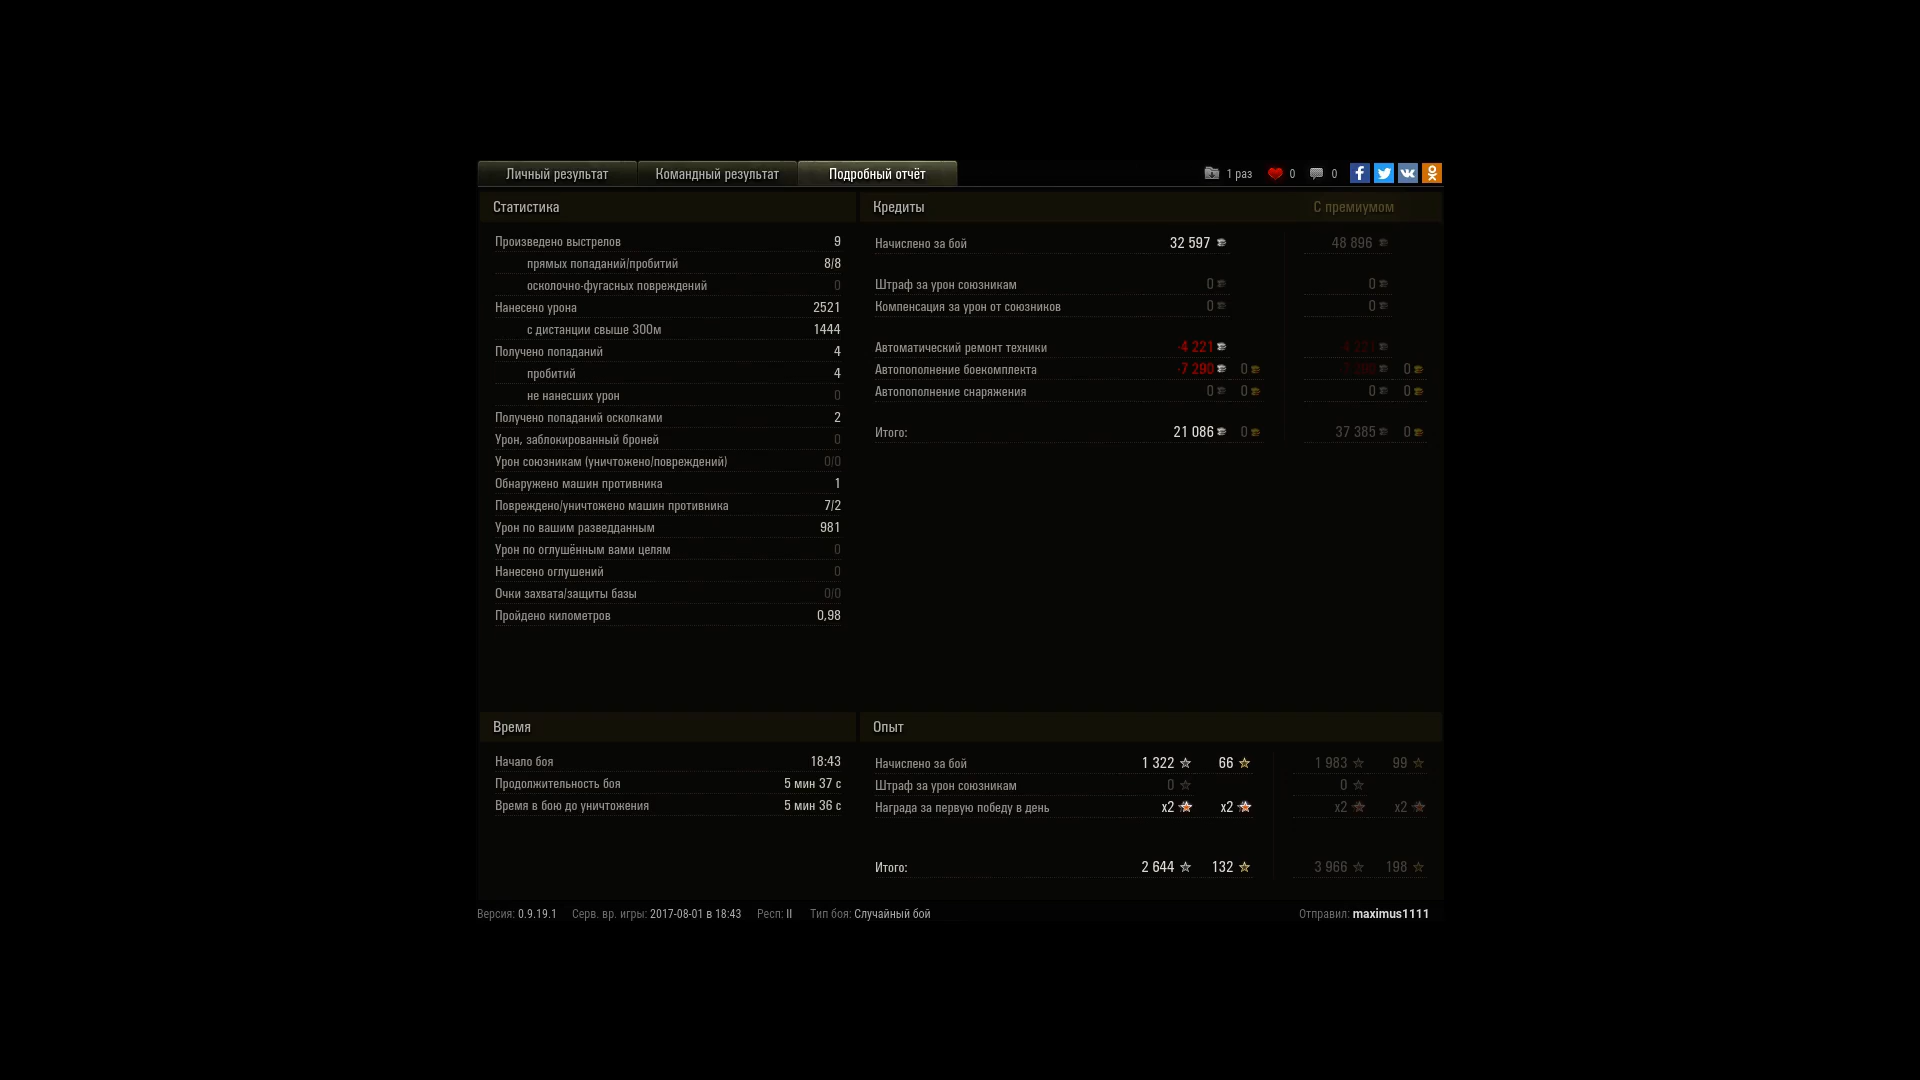 Личный результат Командный результат Подробный отчёт 1 раз 0 0
Статистика
Произведено выстрелов 9
прямых попаданий/пробитий 8/8
осколочно-фугасных повреждений 0
Нанесено урона 2521
с дистанции свыше 300м 1444
Получено попаданий 4
пробитий 4
не нанесших урон 0
Получено попаданий осколками 2
Урон, заблокированный броней 0
Урон союзникам (уничтожено/повреждений) 0/0
Обнаружено машин противника 1
Повреждено/уничтожено машин противника 7/2
Урон по вашим разведданным 981
Урон по оглушённым вами целям 0
Нанесено оглушений 0
Очки захвата/защиты базы 0/0
Пройдено километров 0,98
Кредиты С премиумом
Начислено за бой 32 597 48 896
Штраф за урон союзникам 0 0
Компенсация за урон от союзников 0 0
Автоматический ремонт техники -4 221 -4 221
Автопополнение боекомплекта -7 290 0 -7 290 0
Автопополнение снаряжения 0 0 0 0
Итого: 21 086 0 37 385 0
Время
Начало боя 18:43
Продолжительность боя 5 мин 37 с
Время в бою до уничтожения 5 мин 36 с
Опыт
Начислено за бой 1 322 66 1 983 99
Штраф за урон союзникам 0 0
Награда за первую победу в день x2 x2 x2 x2
Итого: 2 644 132 3 966 198
Версия: 0.9.19.1 Серв. вр. игры: 2017-08-01 в 18:43 Респ: II Тип боя: Случайный бой Отправил: maximus1111